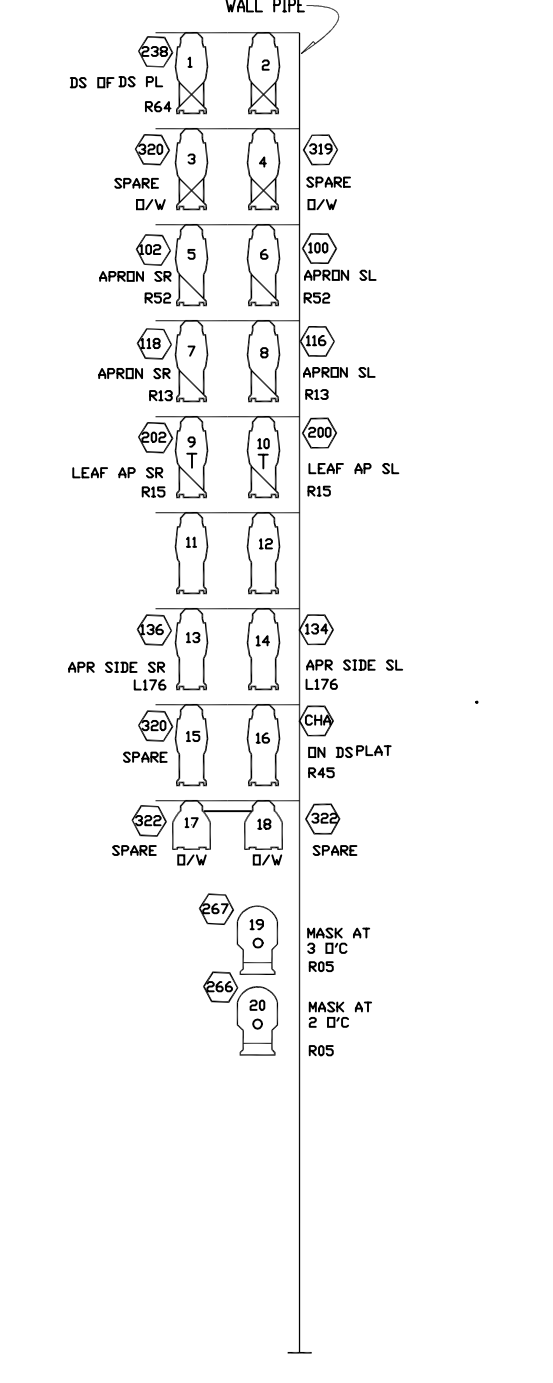 WALL PIPE
238 1 2
DS OF DS PL
R64
320 3 4 319
SPARE SPARE
O/W O/W
102 5 6 100
APRON SR APRON SL
R52 R52
118 7 8 116
APRON SR APRON SL
R13 R13
202 9 10 200
T T
LEAF AP SR LEAF AP SL
R15 R15
11 12
136 13 14 134
APR SIDE SR APR SIDE SL
L176 L176
320 15 16 CHA
SPARE ON DS PLAT
R45
322 17 18 322
SPARE O/W O/W SPARE
267 19
MASK AT
3 O'C
R05
266 20
MASK AT
2 O'C
R05